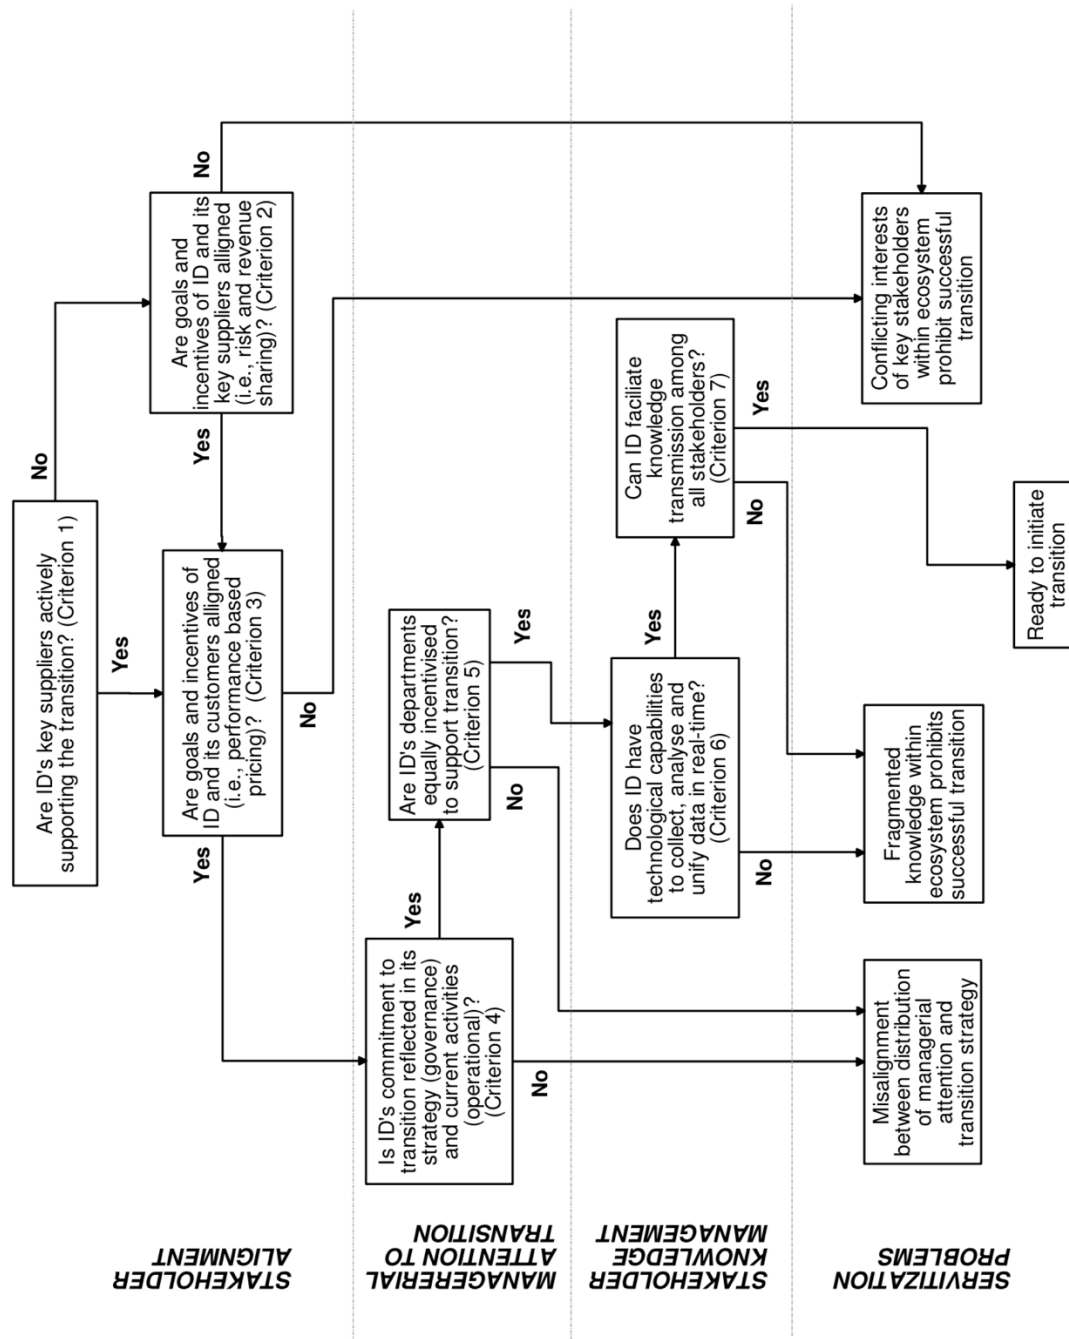 Are ID's key suppliers actively
supporting the transition? (Criterion 1)
No
Yes
Are goals and
incentives of ID and its
key suppliers alligned
(i.e., risk and revenue
sharing)? (Criterion 2)
No
Yes
Are goals and incentives of
ID and its customers alligned
(i.e., performance based
pricing)? (Criterion 3)
Yes
No
STAKEHOLDER
ALIGNMENT
Is ID's commitment to
transition reflected in its
strategy (governance)
and current activities
(operational)?
(Criterion 4)
Yes
No
Are ID's departments
equally incentivised
to support transition?
(Criterion 5)
Yes
No
MANAGERERIAL
ATTENTION TO
TRANSITION
Does ID have
technological capabilities
to collect, analyse and
unify data in real-time?
(Criterion 6)
Yes
No
Can ID faciliate
knowledge
transmission among
all stakeholders?
(Criterion 7)
No
Yes
STAKEHOLDER
KNOWLEDGE
MANAGEMENT
Misalignment
between distribution
of managerial
attention and
transition strategy
Fragmented
knowledge within
ecosystem prohibits
successful transition
Conflicting interests
of key stakeholders
within ecosystem
prohibit successful
transition
Ready to initiate
transition
SERVITIZATION
PROBLEMS